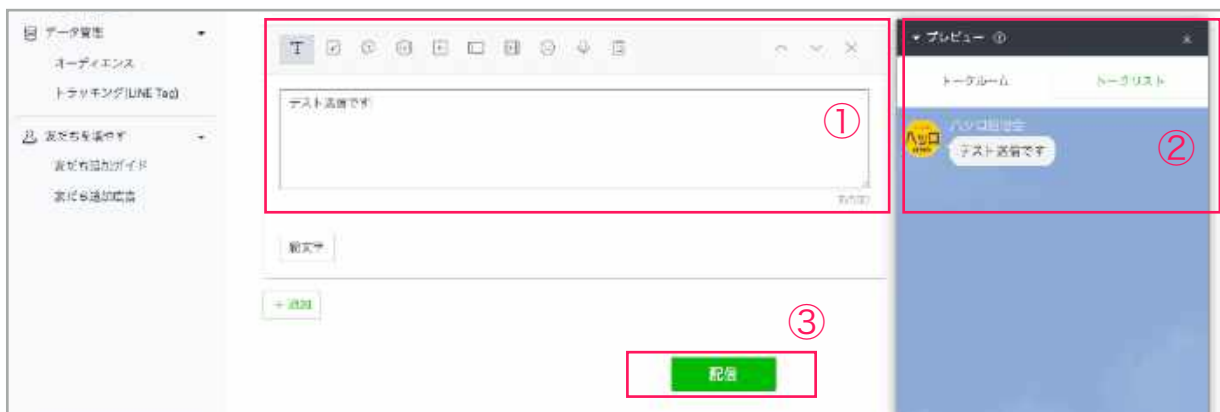 データ管理
オーディエンス
トラッキング(LINE Tag)
友だちを増やす
友だち追加ガイド
友だち追加広告
T
テスト送信です
①
絵文字
+ 追加
③
配信
プレビュー
トークルーム
トークリスト
テスト送信です
②